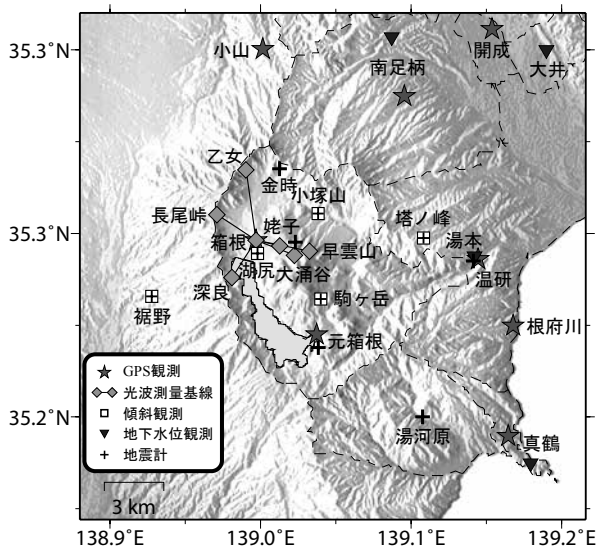 35.3°N
小山
開成
南足柄
大井
乙女
金時
小塚山
長尾峠
35.3°N
箱根
姥子
早雲山
塔ノ峰
湯本
温研
湖尻
大涌谷
深良
駒ヶ岳
裾野
元箱根
根府川
GPS観測
光波測量基線
傾斜観測
地下水位観測
地震計
35.2°N
湯河原
真鶴
3 km
138.9°E
139.0°E
139.1°E
139.2°E